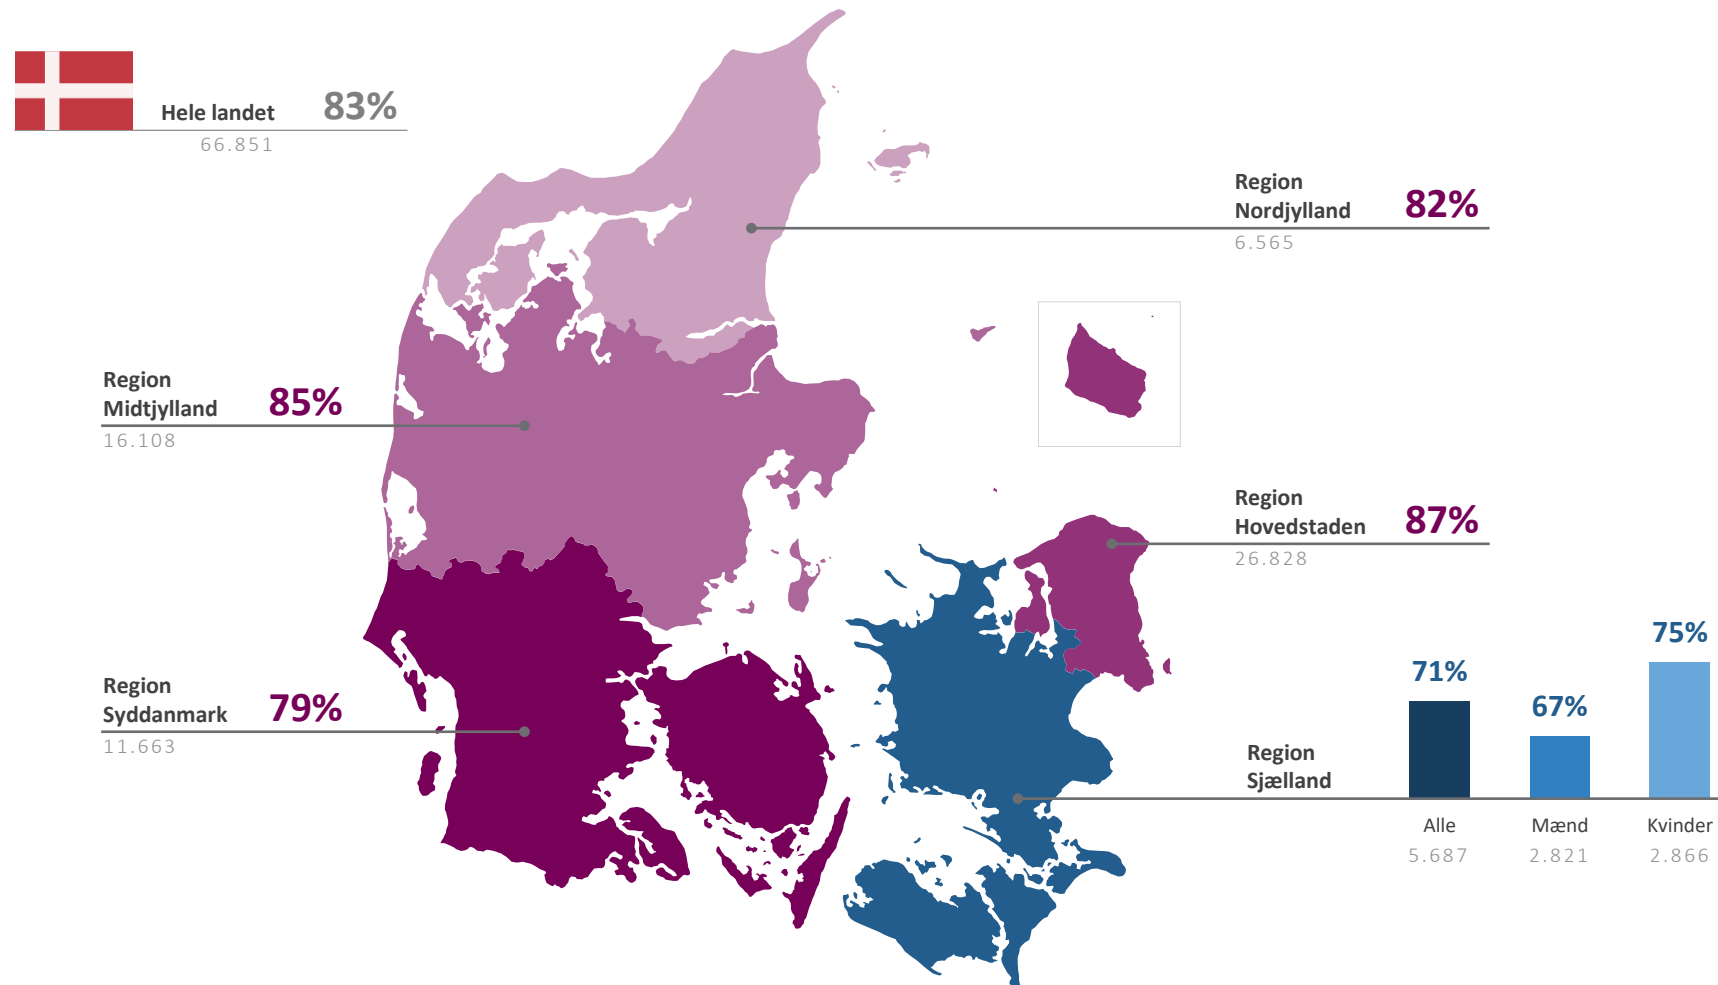 Hele landet 83%
66.851
Region
Nordjylland 82%
6.565
Region
Midtjylland 85%
16.108
Region
Hovedstaden 87%
26.828
Region
Syddanmark 79%
11.663
Region
Sjælland
71% 67% 75%
Alle Mænd Kvinder
5.687 2.821 2.866